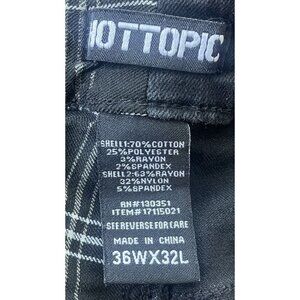 HOTTOPIC
SHELL1:70%COTTON
25%POLYESTER
3%RAYON
2%SPANDEX
SHELL2:63%RAYON
32%NYLON
5%SPANDEX
RN#130351
ITEM#17115021
SEE REVERSE FOR CARE
MADE IN CHINA
36WX32L